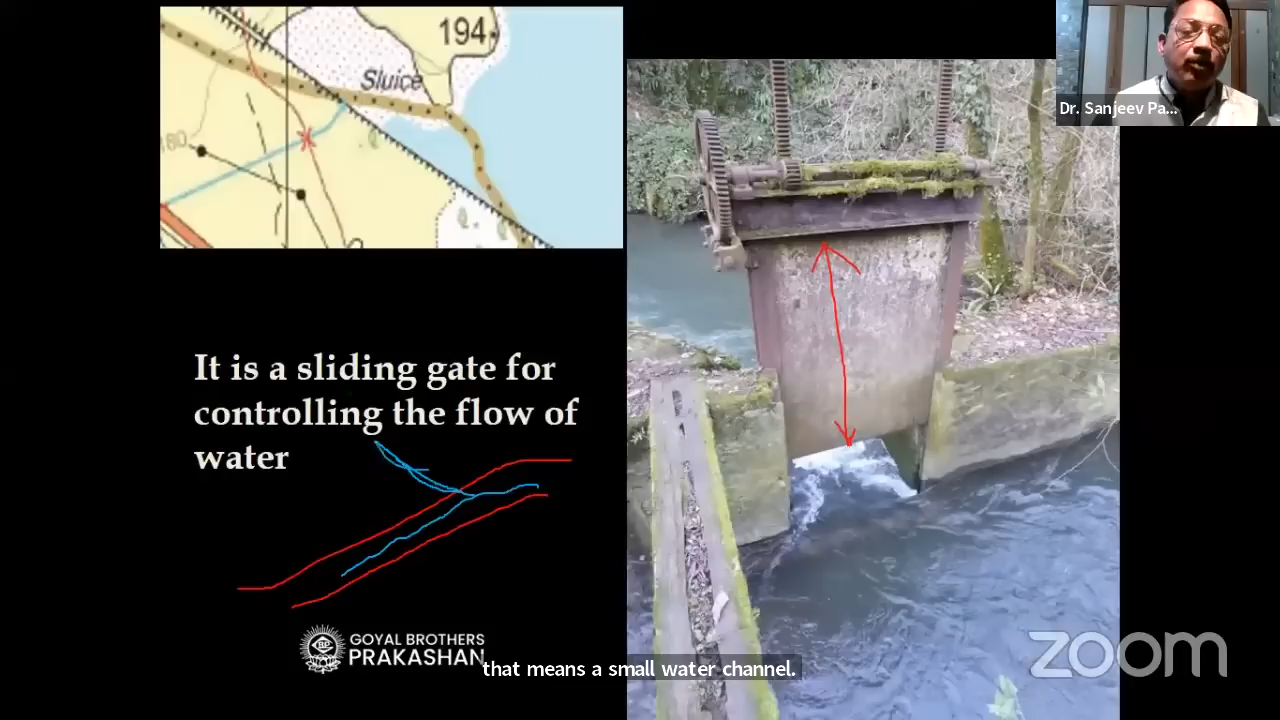 194
Sluice
180
Dr. Sanjeev Pa...
It is a sliding gate for
controlling the flow of
water
GOYAL BROTHERS
PRAKASHAN
that means a small water channel.
zoom